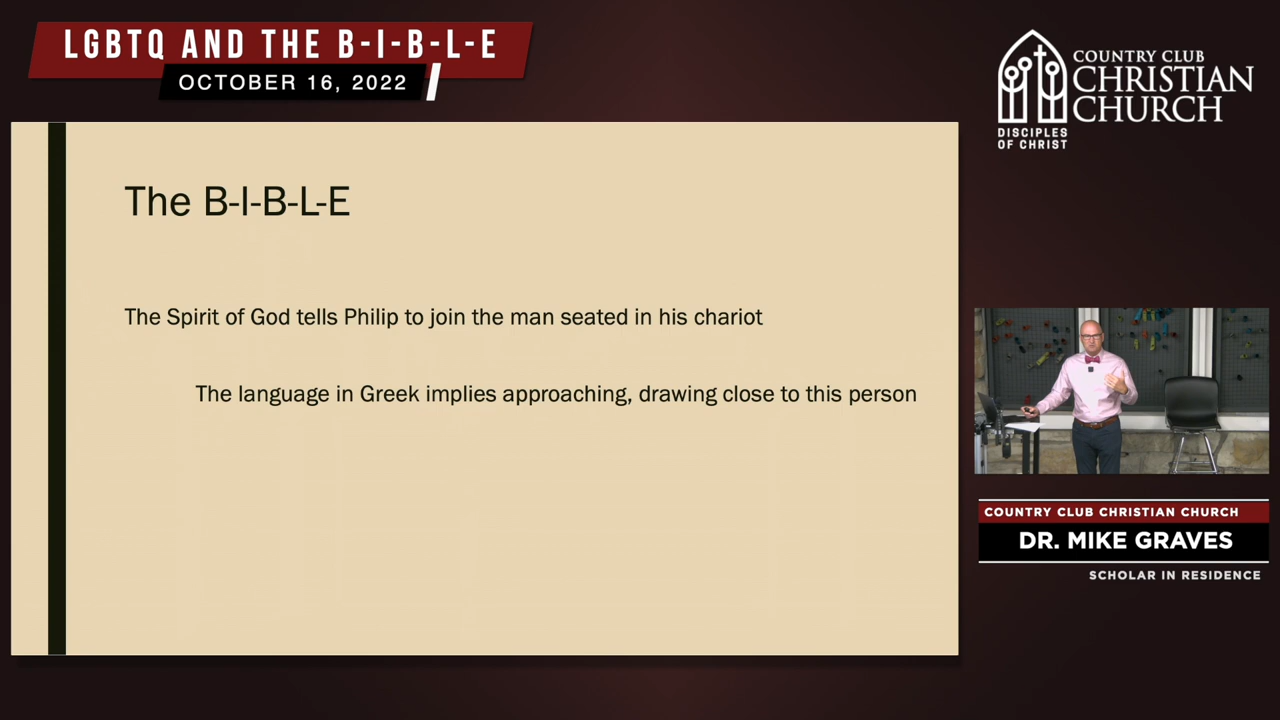 LGBTQ AND THE B-I-B-L-E
OCTOBER 16, 2022
COUNTRY CLUB
CHRISTIAN
CHURCH
DISCIPLES
OF CHRIST
The B-I-B-L-E
The Spirit of God tells Philip to join the man seated in his chariot
The language in Greek implies approaching, drawing close to this person
COUNTRY CLUB CHRISTIAN CHURCH
DR. MIKE GRAVES
SCHOLAR IN RESIDENCE